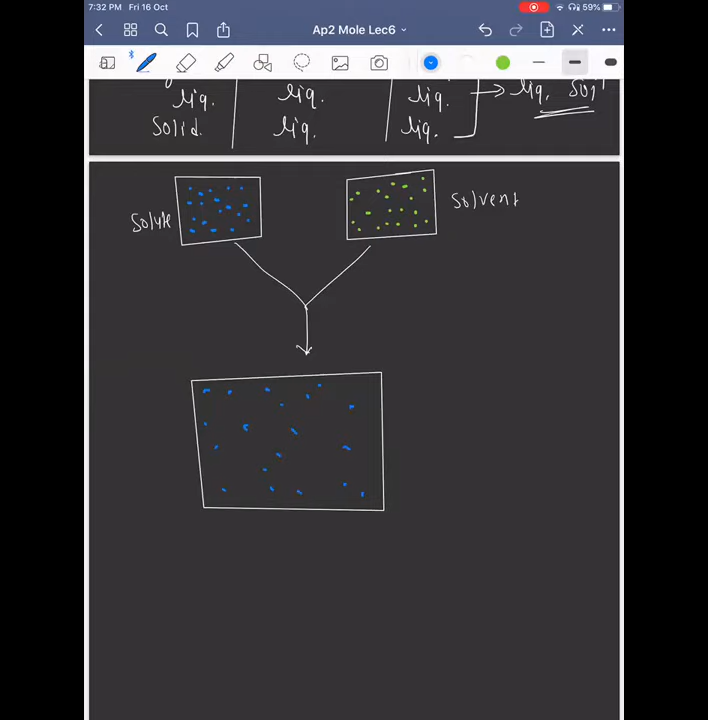 7:32 PM Fri 16 Oct 59%
Ap2 Mole Lec6
liq. liq. liq. liq. Sol
Solid. liq. liq.
Solute Solvent